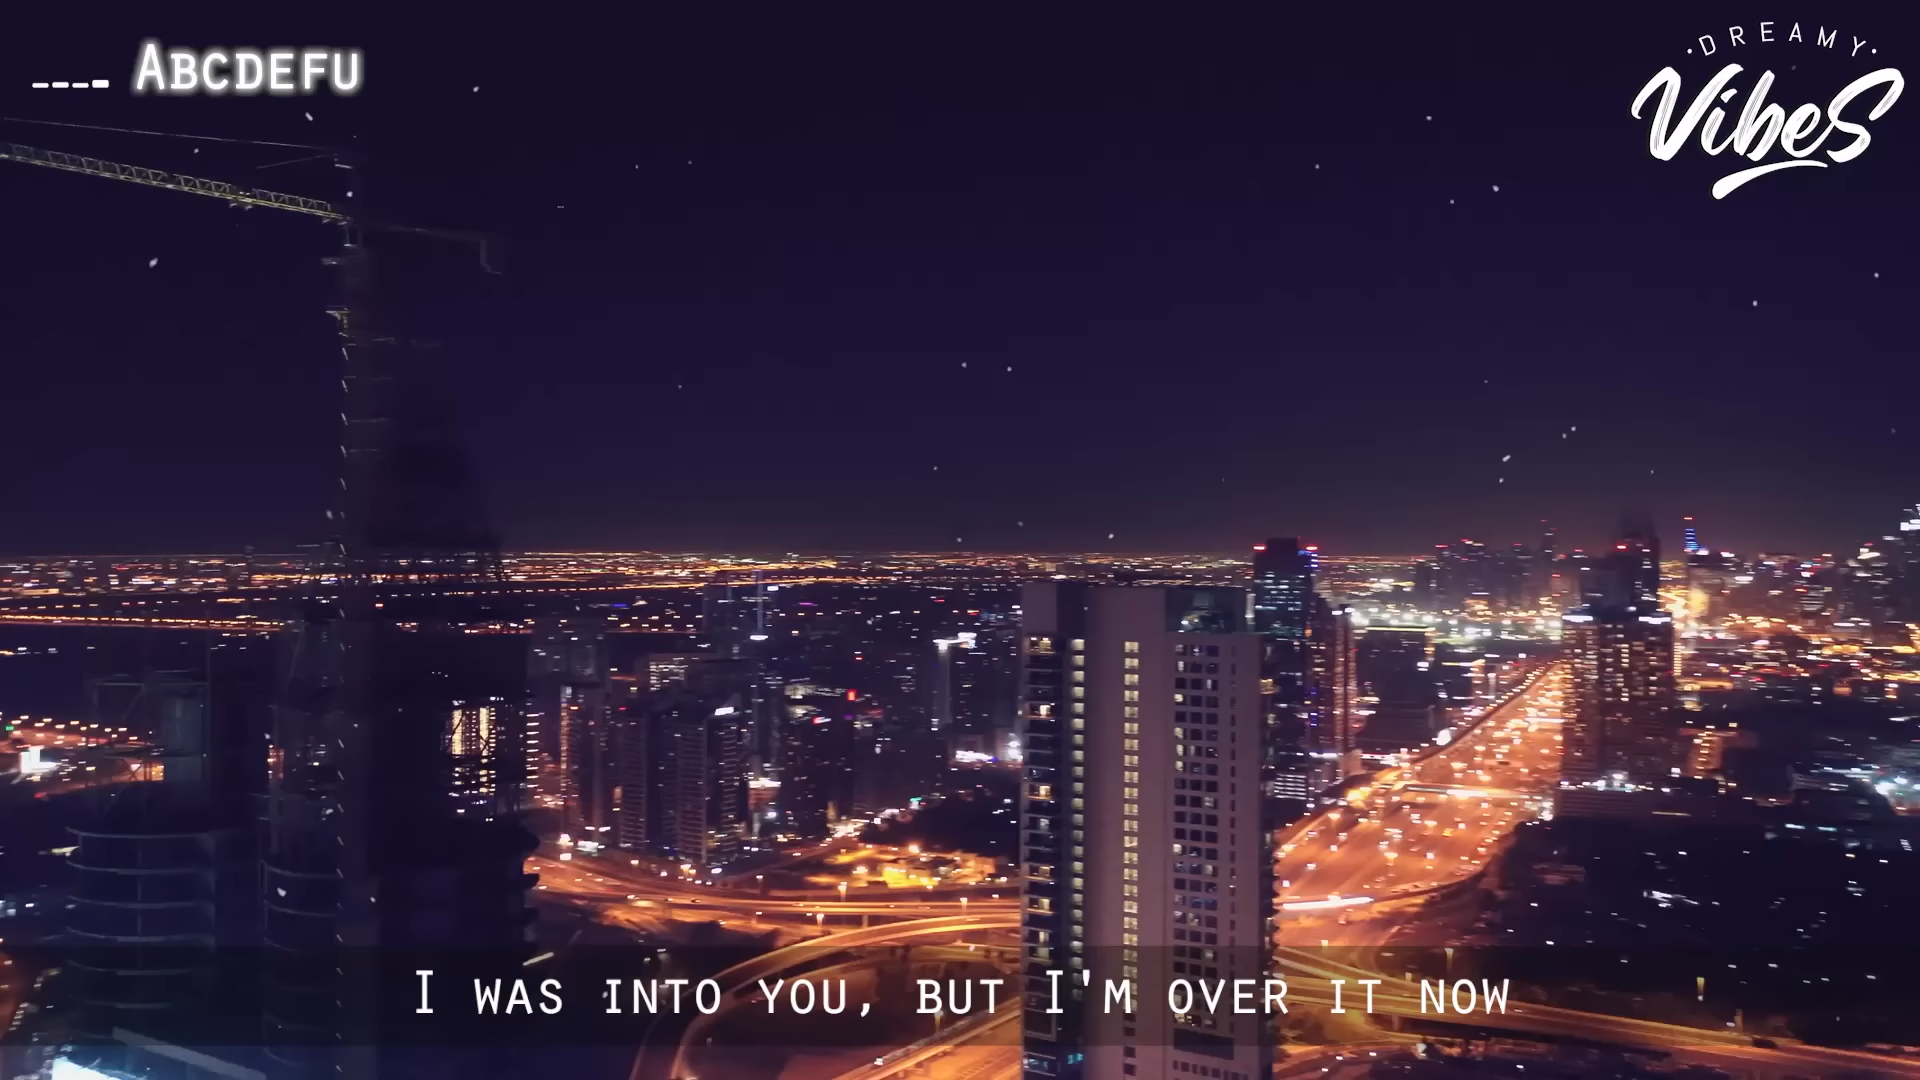 ---- Abcdefu
·DREAMY·
Vibes
I was into you, but I'm over it now